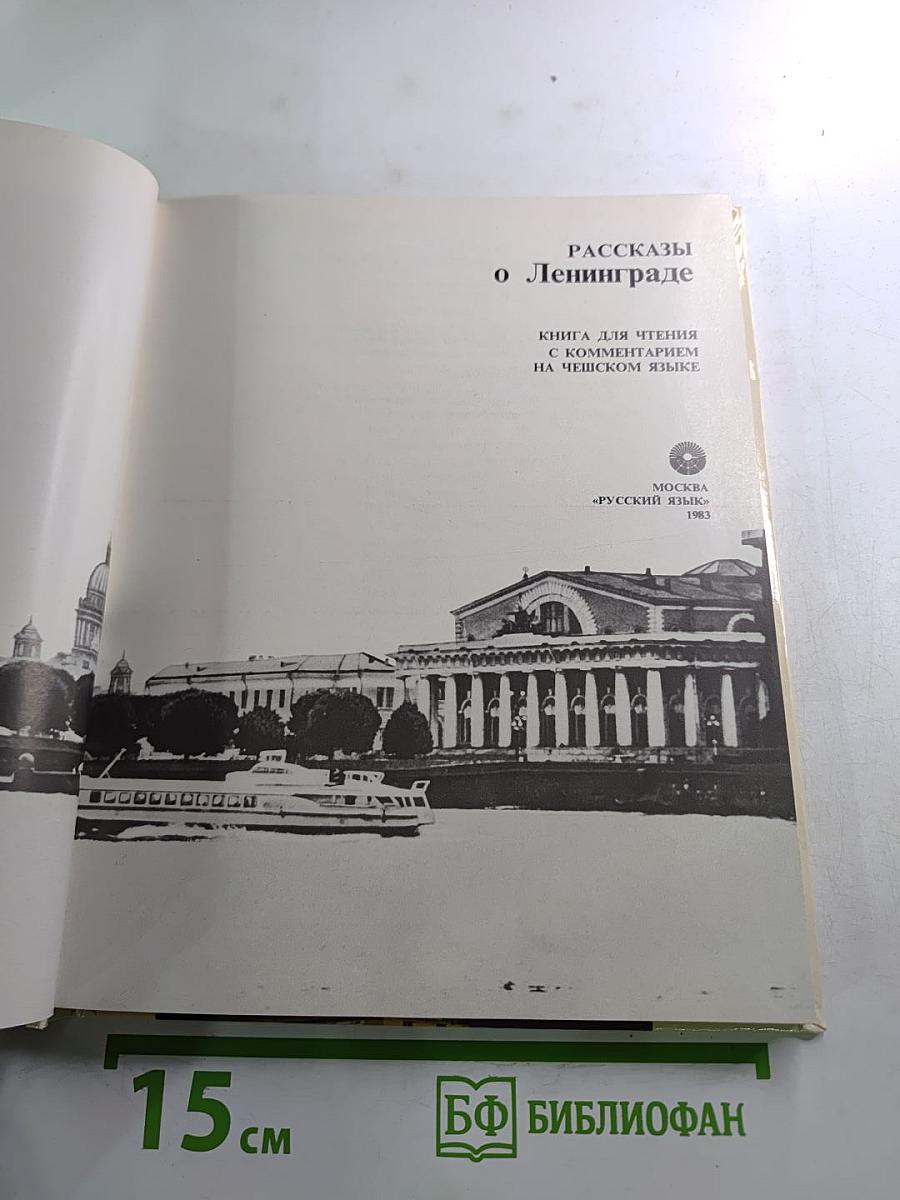 РАССКАЗЫ
о Ленинграде
КНИГА ДЛЯ ЧТЕНИЯ
С КОММЕНТАРИЕМ
НА ЧЕШСКОМ ЯЗЫКЕ
МОСКВА
«РУССКИЙ ЯЗЫК»
1983
15 см
БФ БИБЛИОФАН